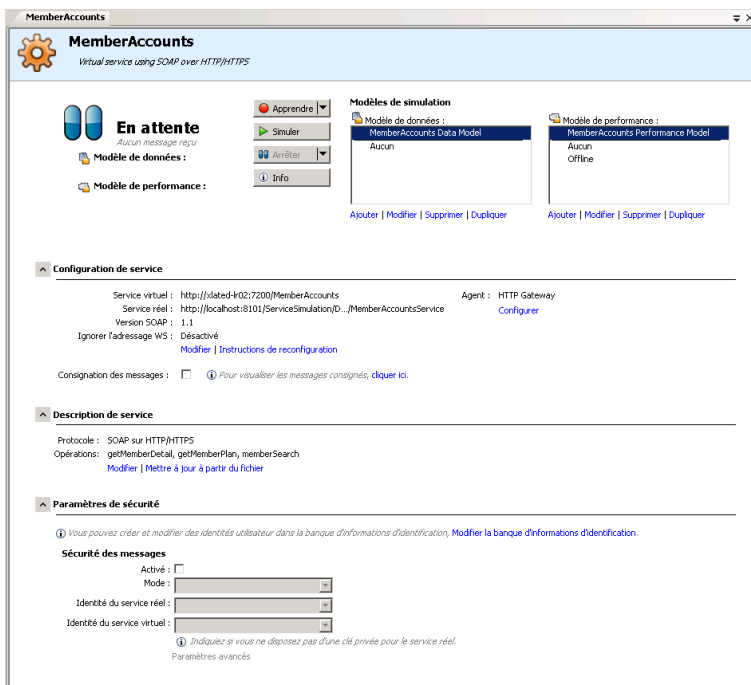 MemberAccounts
MemberAccounts
Virtual service using SOAP over HTTP/HTTPS
En attente
Aucun message reçu
Modèle de données :
Modèle de performance :
Apprendre
Simuler
Arrêter
Info
Modèles de simulation
Modèle de données :
MemberAccounts Data Model
Aucun
Ajouter | Modifier | Supprimer | Dupliquer
Modèle de performance :
MemberAccounts Performance Model
Aucun
Offline
Ajouter | Modifier | Supprimer | Dupliquer
Configuration de service
Service virtuel : http://xlated-lr02:7200/MemberAccounts
Agent : HTTP Gateway
Service réel : http://localhost:8101/ServiceSimulation/D.../MemberAccountsService
Configurer
Version SOAP : 1.1
Ignorer l'adressage WS : Désactivé
Modifier | Instructions de reconfiguration
Consignation des messages : Pour visualiser les messages consignés, cliquer ici.
Description de service
Protocole : SOAP sur HTTP/HTTPS
Opérations: getMemberDetail, getMemberPlan, memberSearch
Modifier | Mettre à jour à partir du fichier
Paramètres de sécurité
Vous pouvez créer et modifier des identités utilisateur dans la banque d'informations d'identification, Modifier la banque d'informations d'identification.
Sécurité des messages
Activé :
Mode :
Identité du service réel :
Identité du service virtuel :
Indiquez si vous ne disposez pas d'une clé privée pour le service réel.
Paramètres avancés